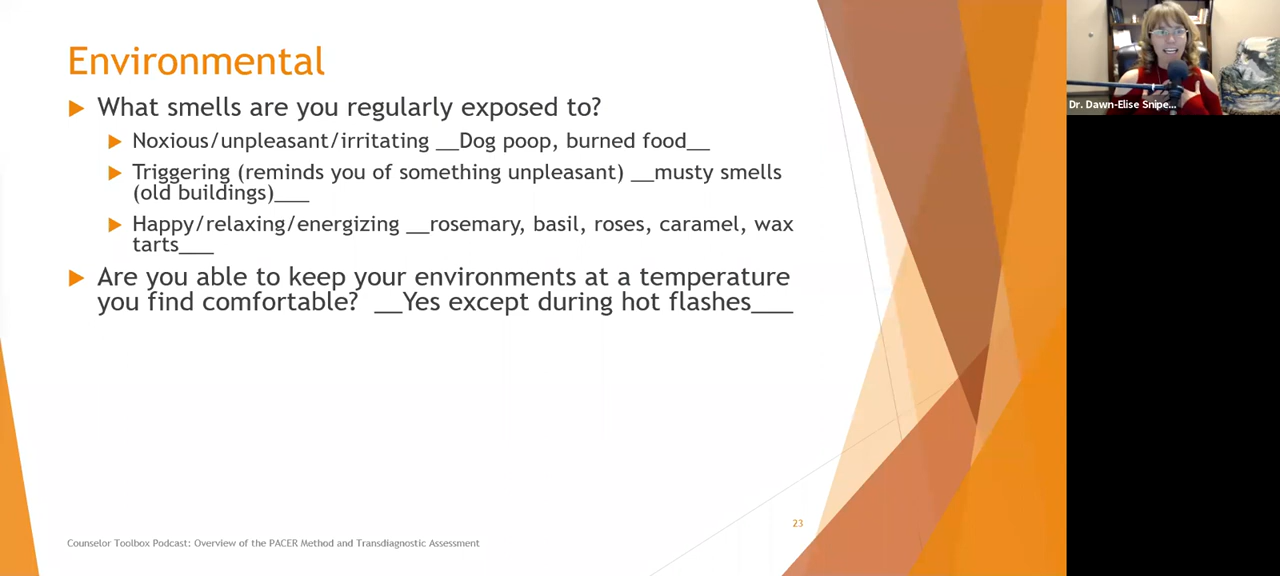 Environmental
What smells are you regularly exposed to?
Noxious/unpleasant/irritating __Dog poop, burned food__
Triggering (reminds you of something unpleasant) __musty smells
(old buildings)___
Happy/relaxing/energizing __rosemary, basil, roses, caramel, wax
tarts___
Are you able to keep your environments at a temperature
you find comfortable? __Yes except during hot flashes___
23
Counselor Toolbox Podcast: Overview of the PACER Method and Transdiagnostic Assessment
Dr. Dawn-Elise Snipe...